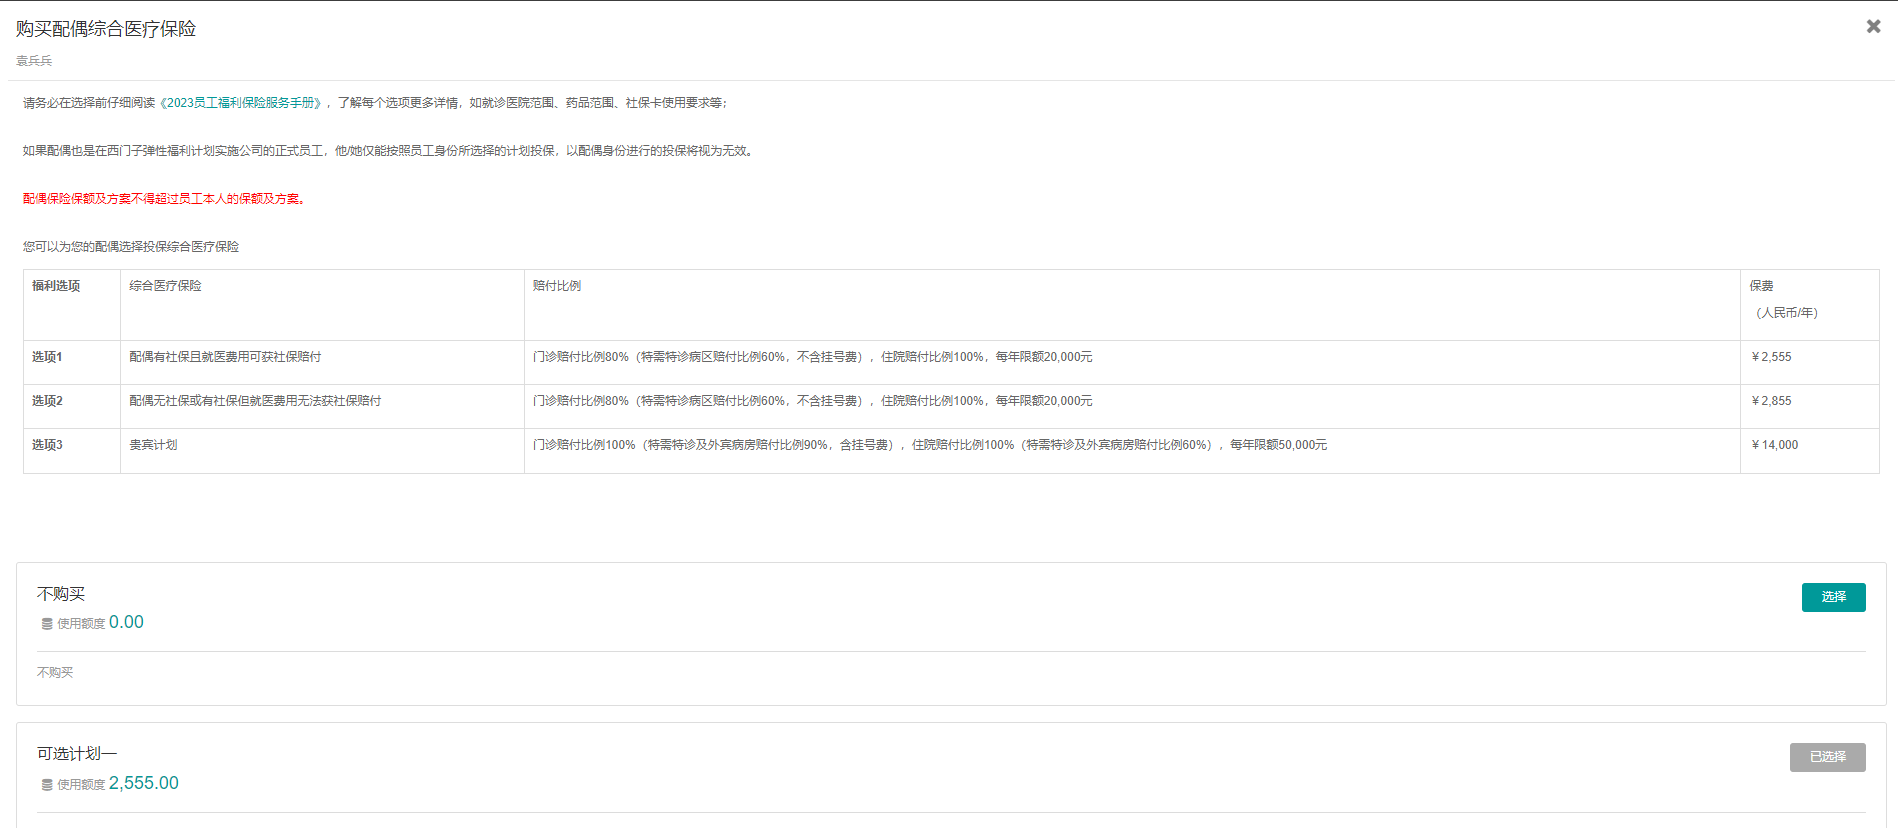 购买配偶综合医疗保险
袁兵兵
请务必在选择前仔细阅读《2023员工福利保险服务手册》，了解每个选项更多详情，如就诊医院范围、药品范围、社保卡使用要求等；
如果配偶也是在西门子弹性福利计划实施公司的正式员工，他/她仅能按照员工身份所选择的计划投保，以配偶身份进行的投保将视为无效。
配偶保险保额及方案不得超过员工本人的保额及方案。
您可以为您的配偶选择投保综合医疗保险
福利选项 综合医疗保险 赔付比例 保费
（人民币/年）
选项1 配偶有社保且就医费用可获社保赔付 门诊赔付比例80%（特需特诊病区赔付比例60%，不含挂号费），住院赔付比例100%，每年限额20,000元 ￥2,555
选项2 配偶无社保或有社保但就医费用无法获社保赔付 门诊赔付比例80%（特需特诊病区赔付比例60%，不含挂号费），住院赔付比例100%，每年限额20,000元 ￥2,855
选项3 贵宾计划 门诊赔付比例100%（特需特诊及外宾病房赔付比例90%，含挂号费），住院赔付比例100%（特需特诊及外宾病房赔付比例60%），每年限额50,000元 ￥14,000
不购买 选择
使用额度 0.00
不购买
可选计划一 已选择
使用额度 2,555.00